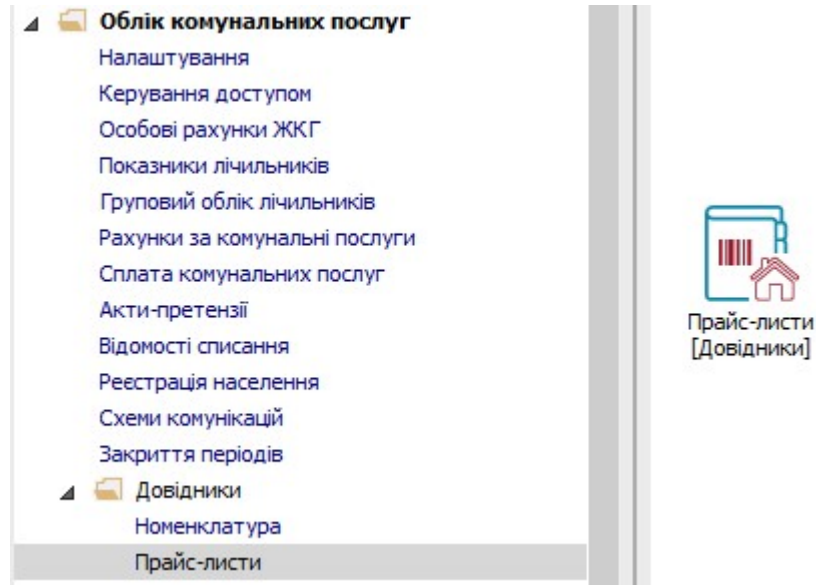 Облік комунальних послуг
Налаштування
Керування доступом
Особові рахунки ЖКГ
Показники лічильників
Груповий облік лічильників
Рахунки за комунальні послуги
Сплата комунальних послуг
Акти-претензії
Відомості списання
Реєстрація населення
Схеми комунікацій
Закриття періодів
Довідники
Номенклатура
Прайс-листи
Прайс-листи
[Довідники]